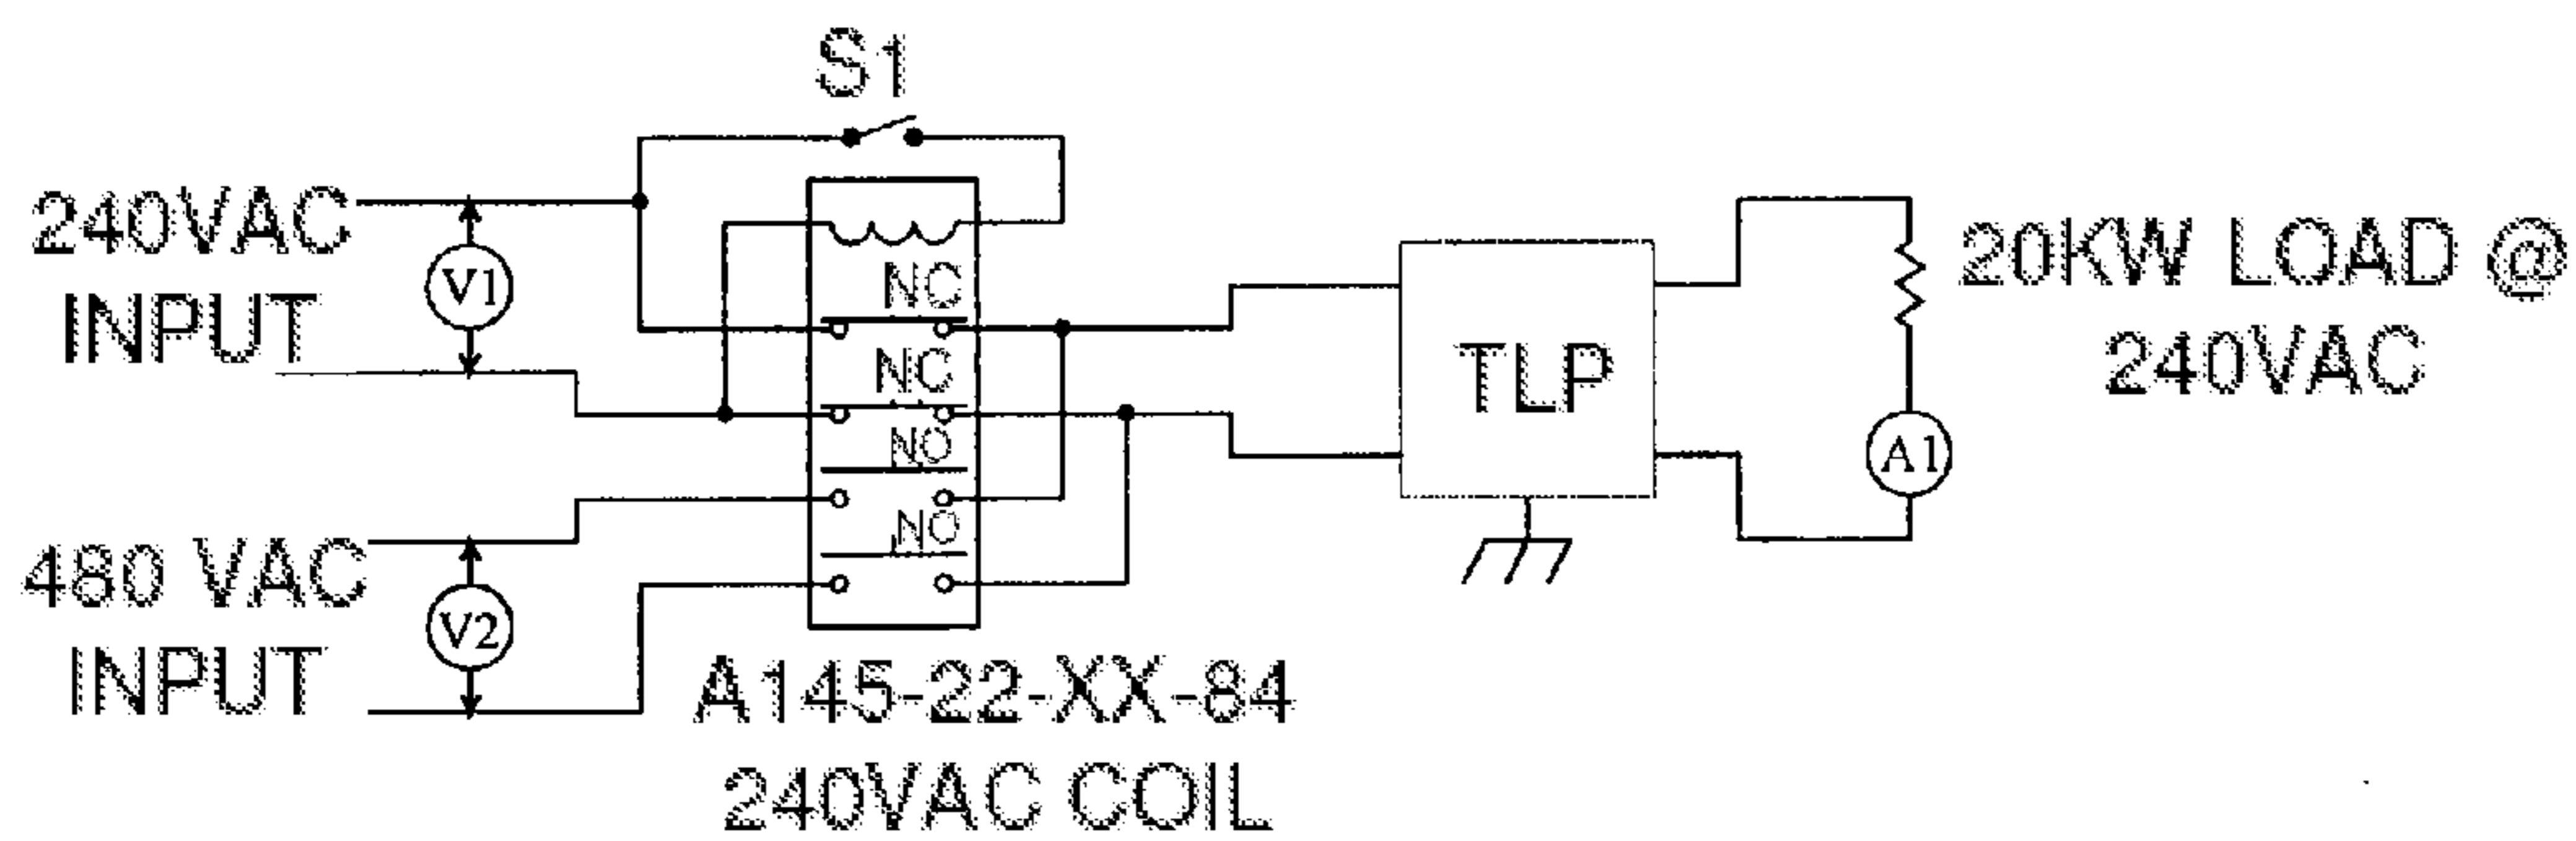 S1
240VAC
INPUT
V1
NC
NC
NO
NO
480 VAC
INPUT
V2
A145-22-XX-84
240VAC COIL
TLP
20KW LOAD @
240VAC
A1